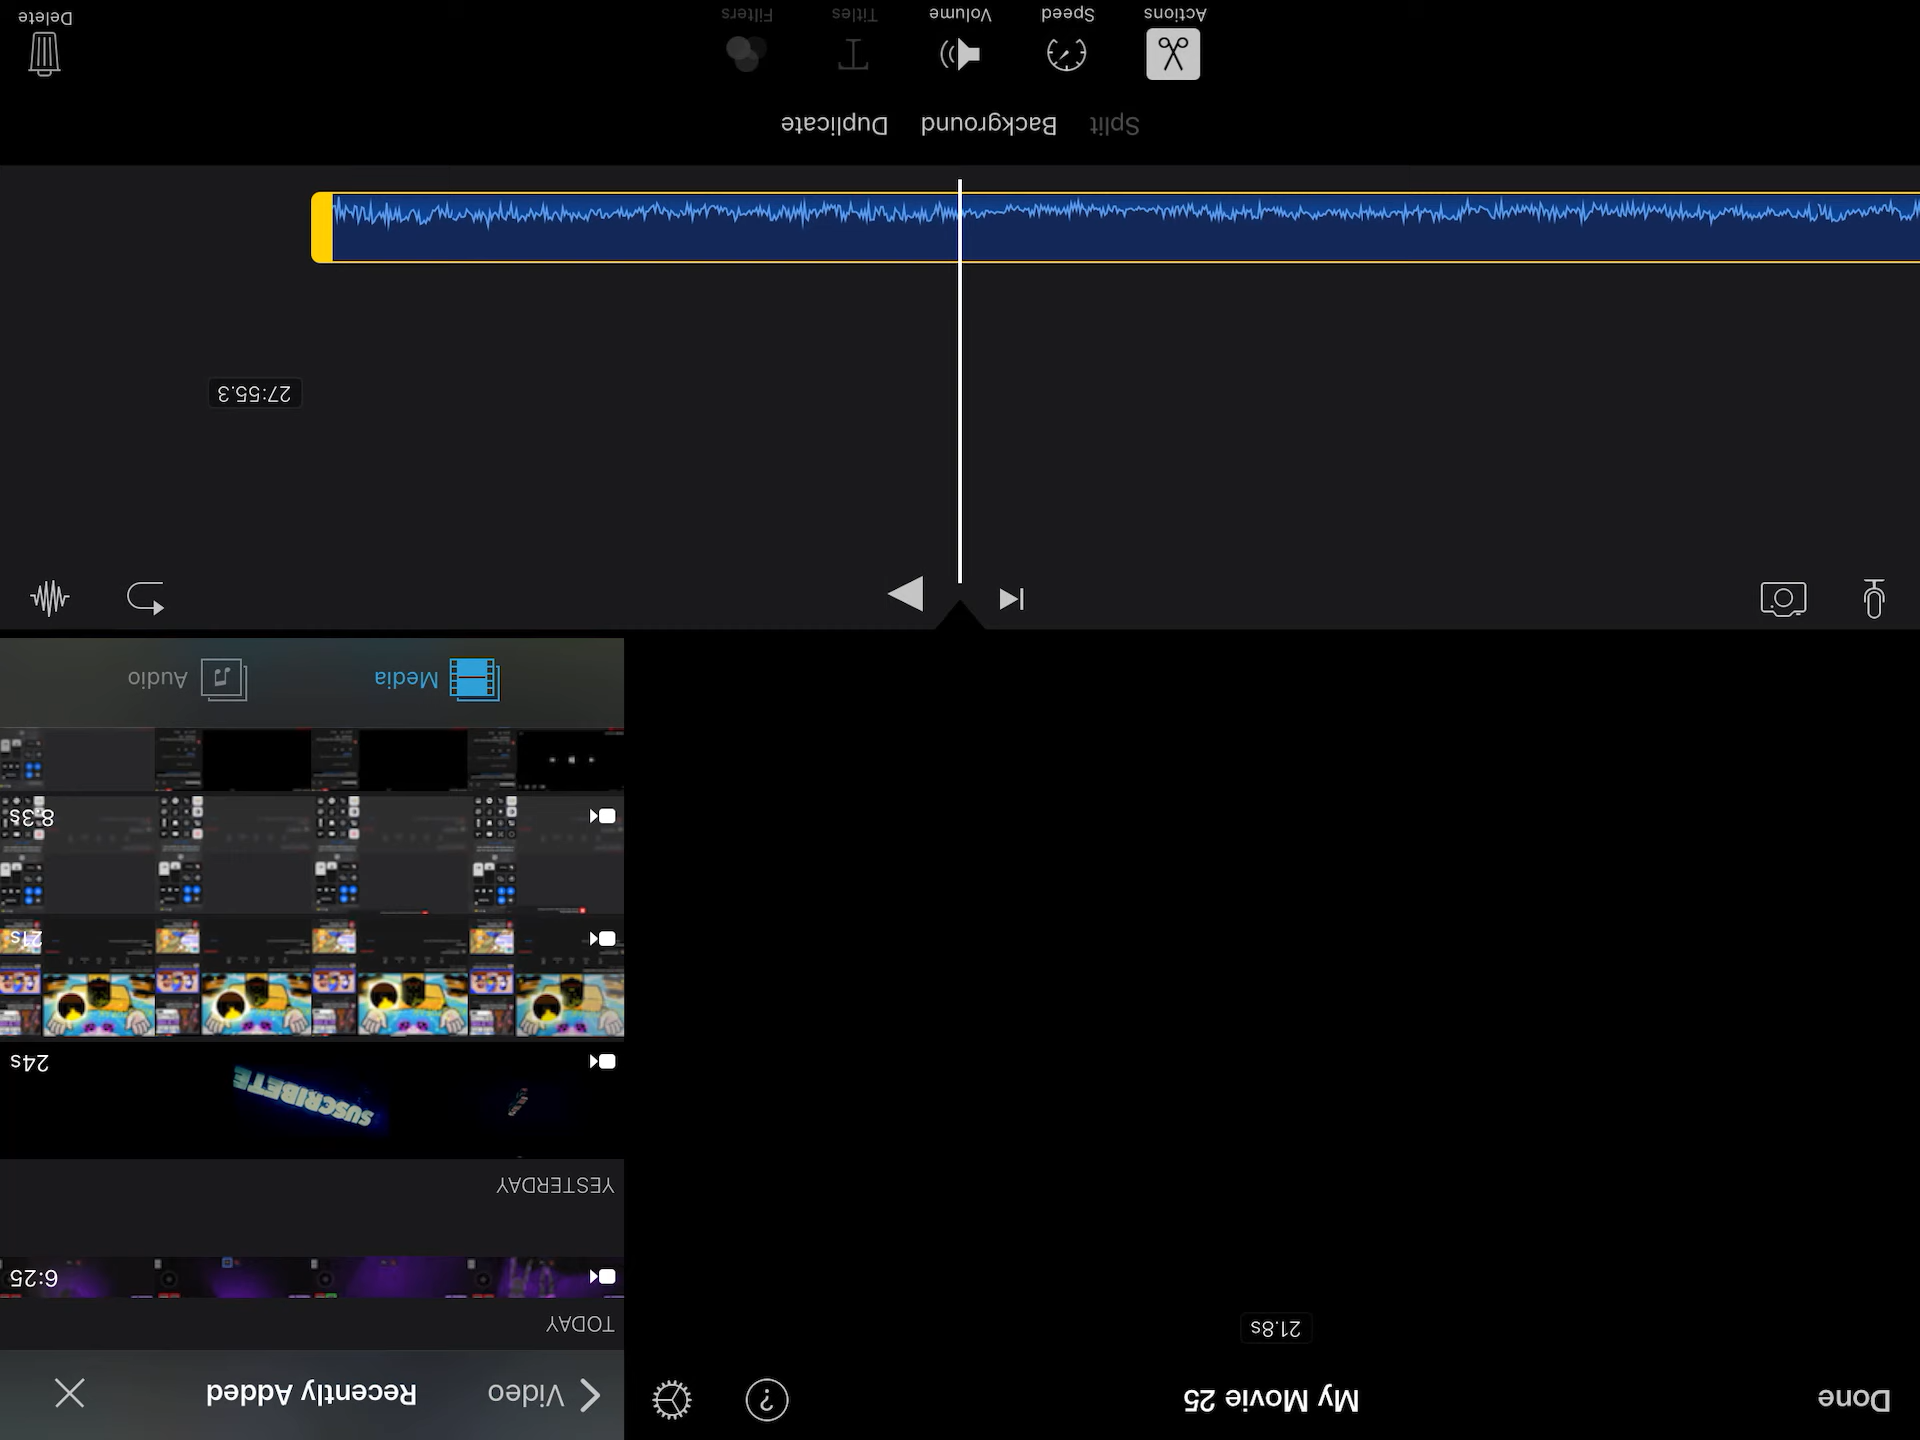 Done
My Movie 25
Video
Recently Added
21.8s
TODAY
6:25
YESTERDAY
24s
SUSCRIBETE
21s
8.3s
Media
Audio
27:55.3
Split
Background
Duplicate
Actions
Speed
Volume
Titles
Filters
Delete